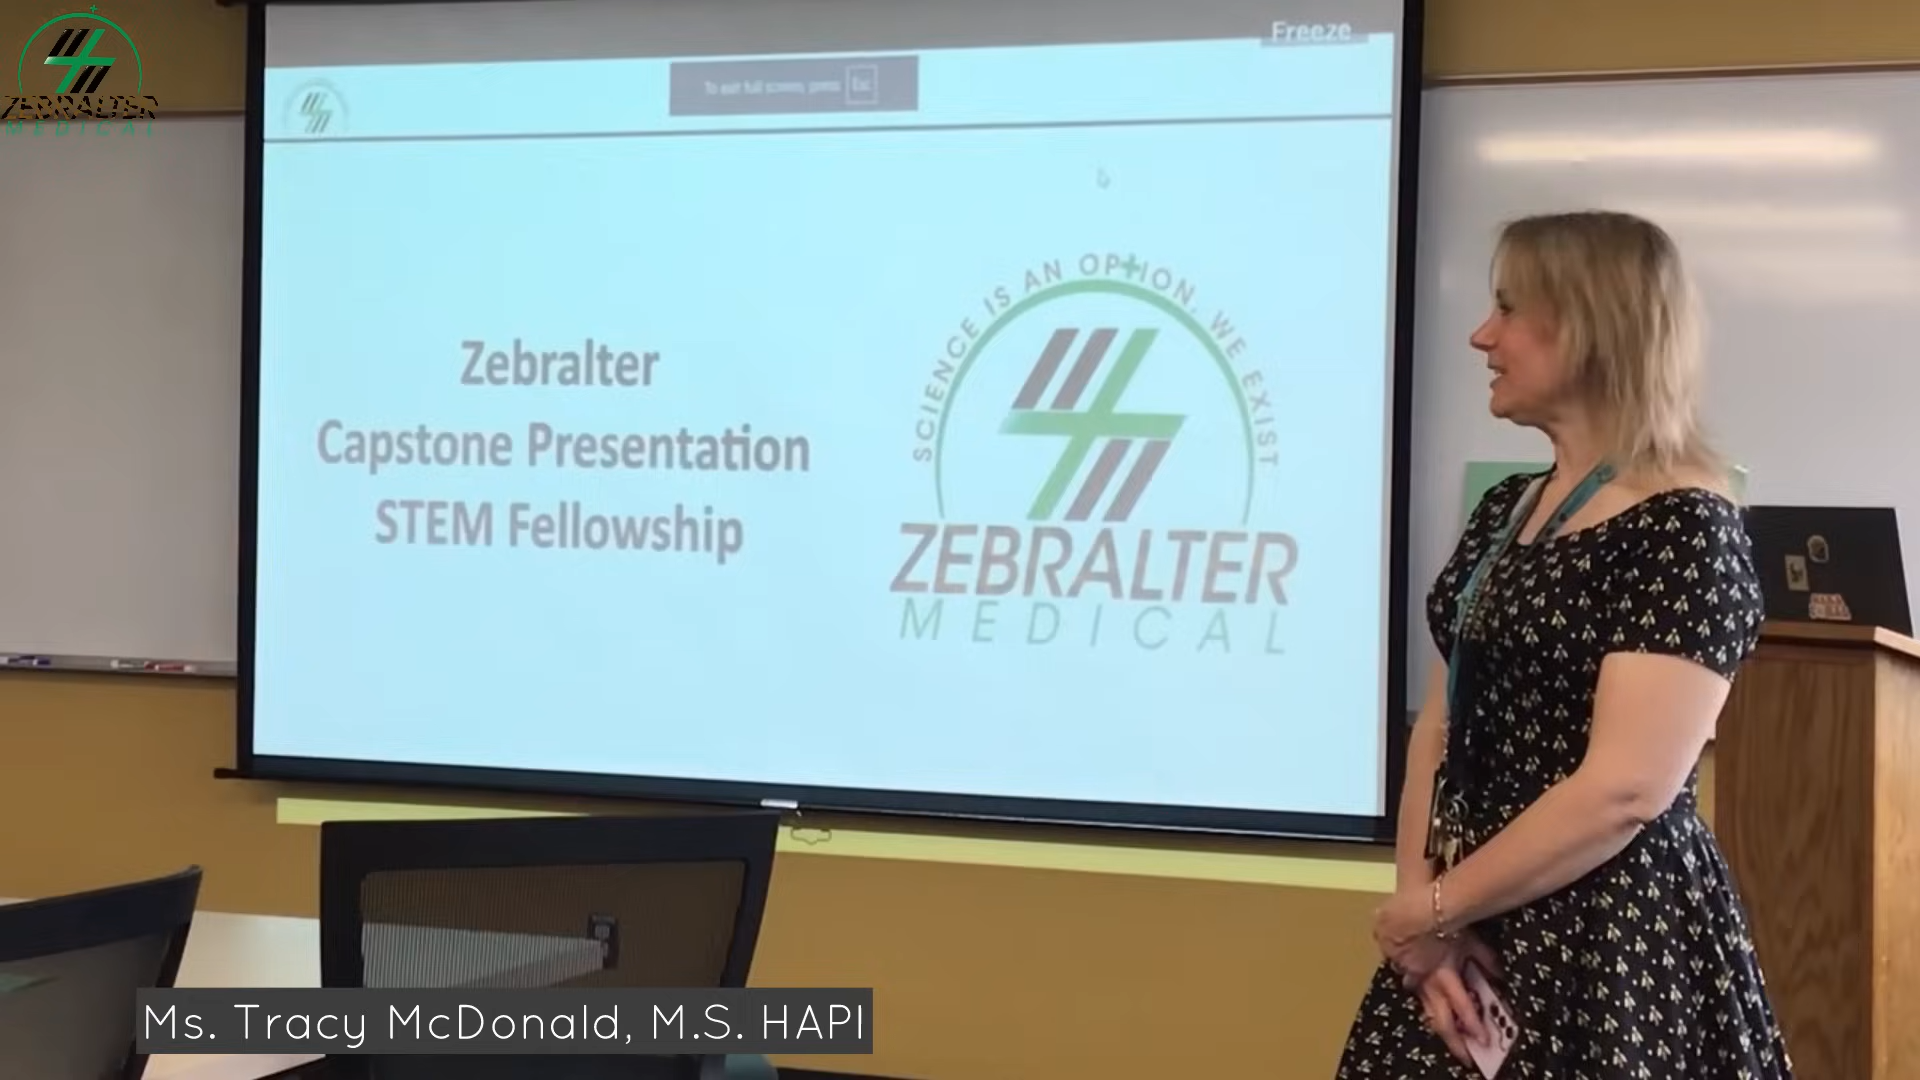 ZEBRALTER
MEDICAL
Freeze
To exit full screen, press Esc
SCIENCE IS AN OPTION, WE EXIST
Zebralter
Capstone Presentation
STEM Fellowship
ZEBRALTER
MEDICAL
Ms. Tracy McDonald, M.S. HAPI